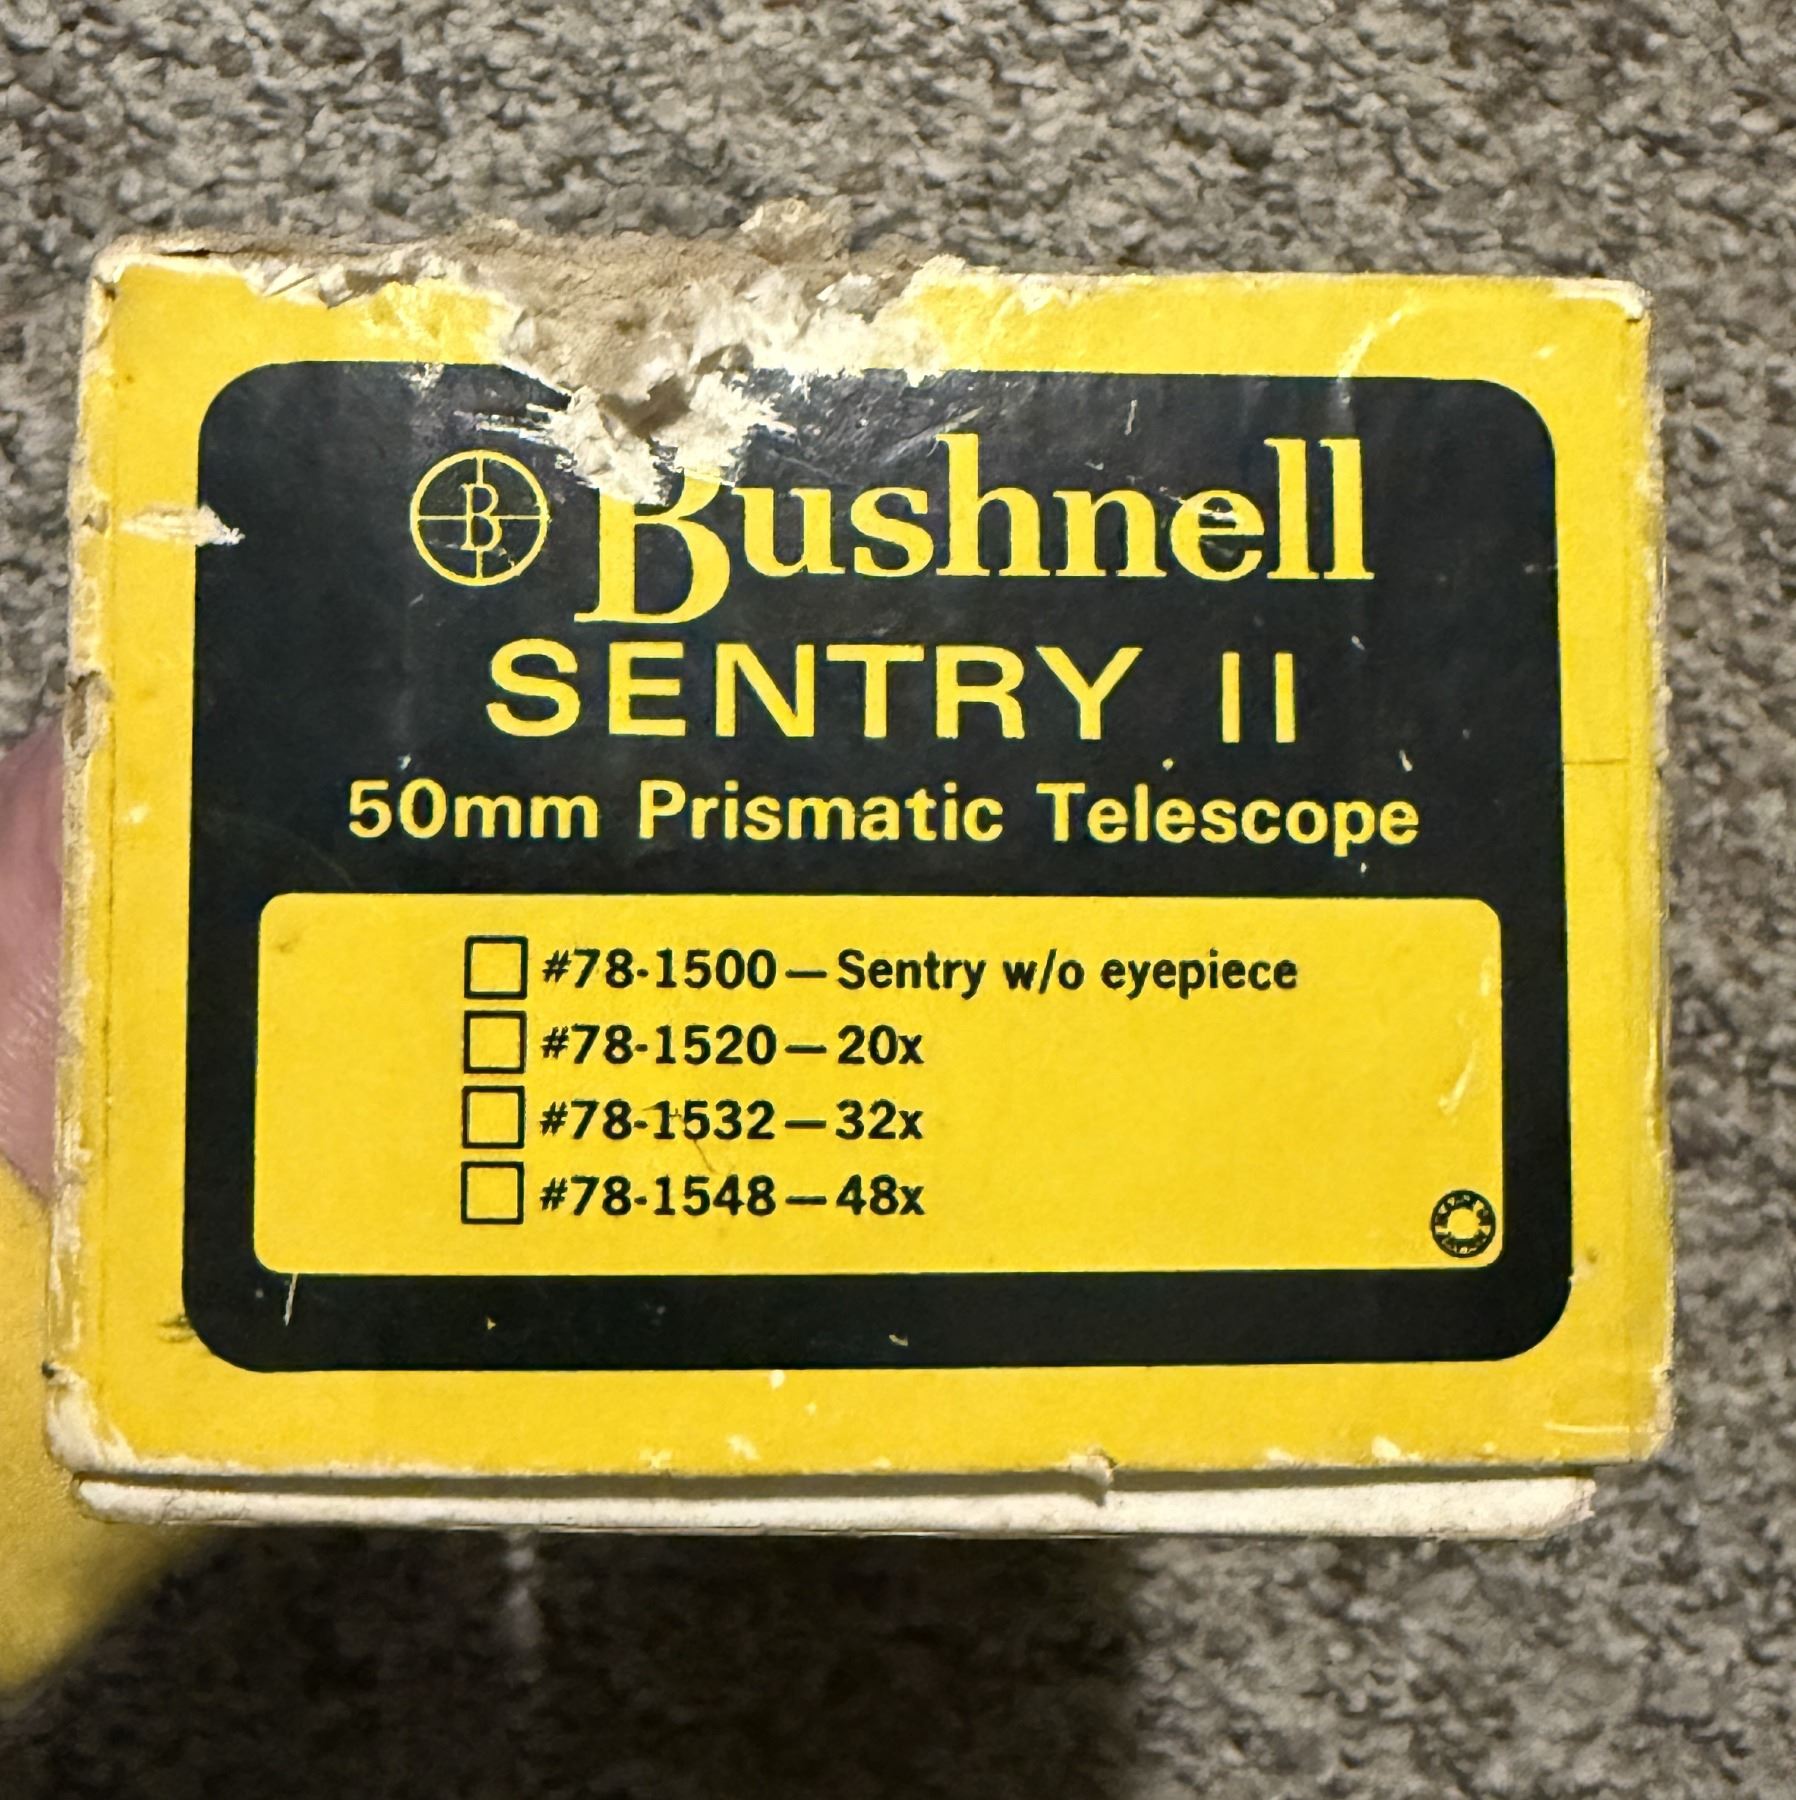 B Bushnell
SENTRY II
50mm Prismatic Telescope
#78-1500—Sentry w/o eyepiece
#78-1520—20x
#78-1532—32x
#78-1548—48x